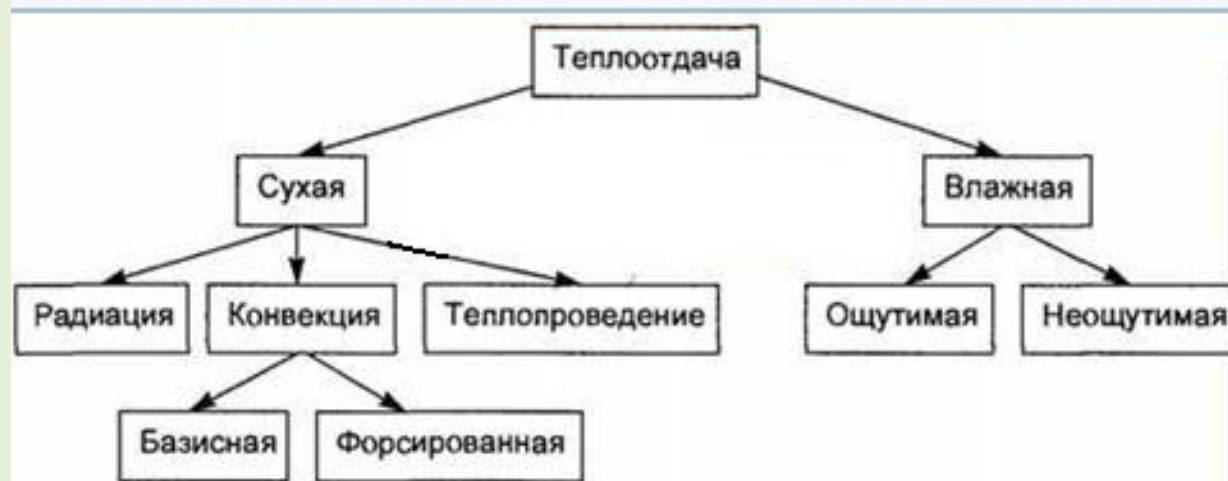 Теплоотдача
Сухая
Влажная
Радиация
Конвекция
Теплопроведение
Ощутимая
Неощутимая
Базисная
Форсированная